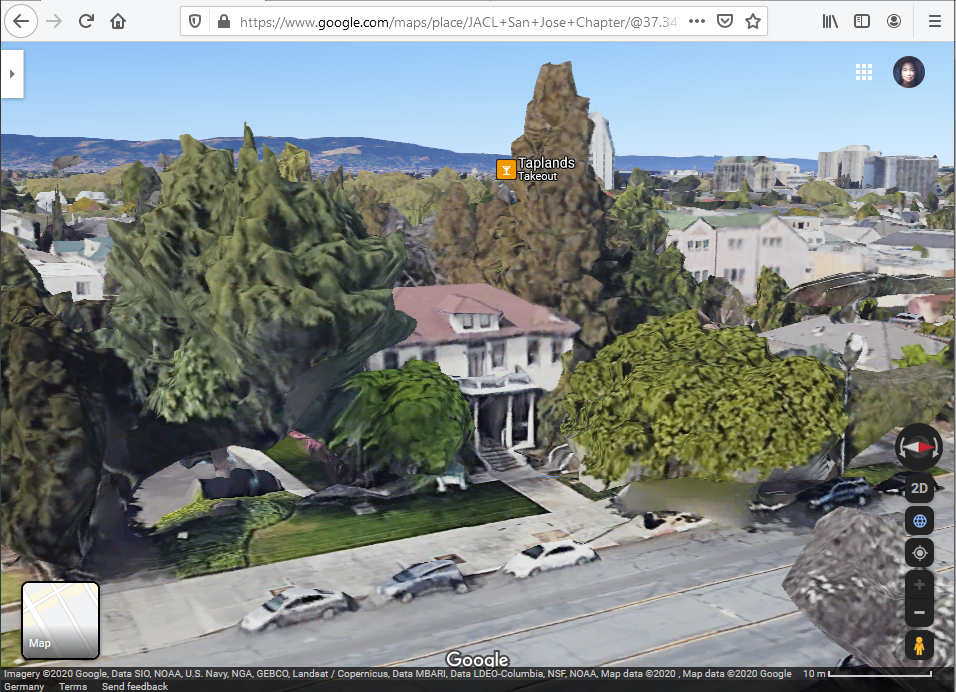 https://www.google.com/maps/place/JACL+San+Jose+Chapter/@37.34
Taplands
Takeout
2D
Map
Google
Imagery ©2020 Google, Data SIO, NOAA, U.S. Navy, NGA, GEBCO, Landsat / Copernicus, Data MBARI, Data LDEO-Columbia, NSF, NOAA, Map data ©2020 , Map data ©2020 Google 10 m
Germany Terms Send feedback